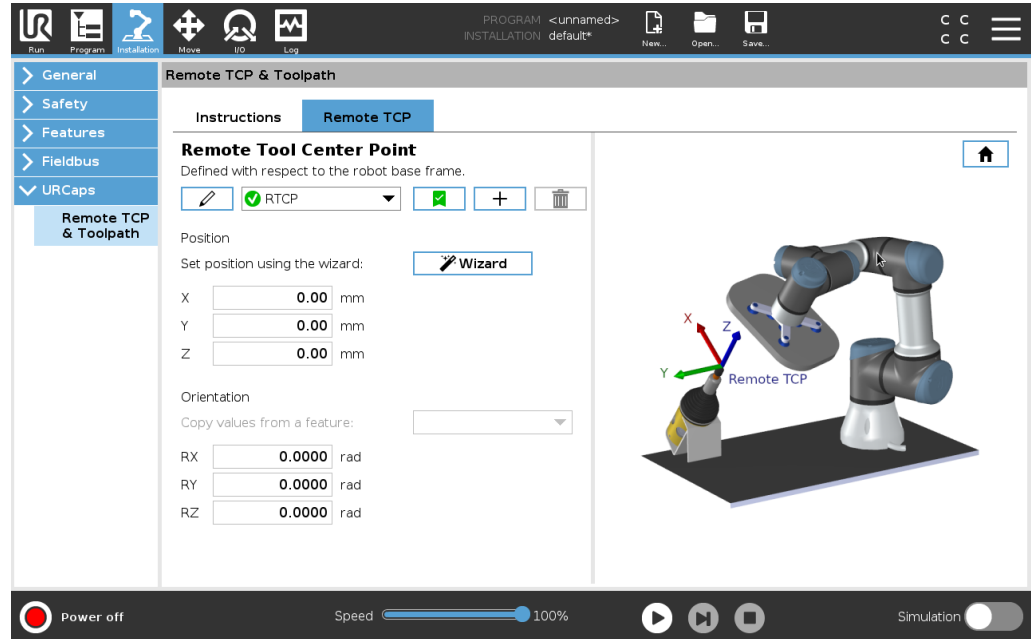 UR
Run
Program
Installation
Move
I/O
Log
PROGRAM <unnamed>
INSTALLATION default*
New...
Open...
Save...
C C
C C
General
Safety
Features
Fieldbus
URCaps
Remote TCP
& Toolpath
Remote TCP & Toolpath
Instructions
Remote TCP
Remote Tool Center Point
Defined with respect to the robot base frame.
RTCP
Position
Set position using the wizard:
Wizard
X 0.00 mm
Y 0.00 mm
Z 0.00 mm
Orientation
Copy values from a feature:
RX 0.0000 rad
RY 0.0000 rad
RZ 0.0000 rad
X
Z
Y
Remote TCP
Power off
Speed
100%
Simulation